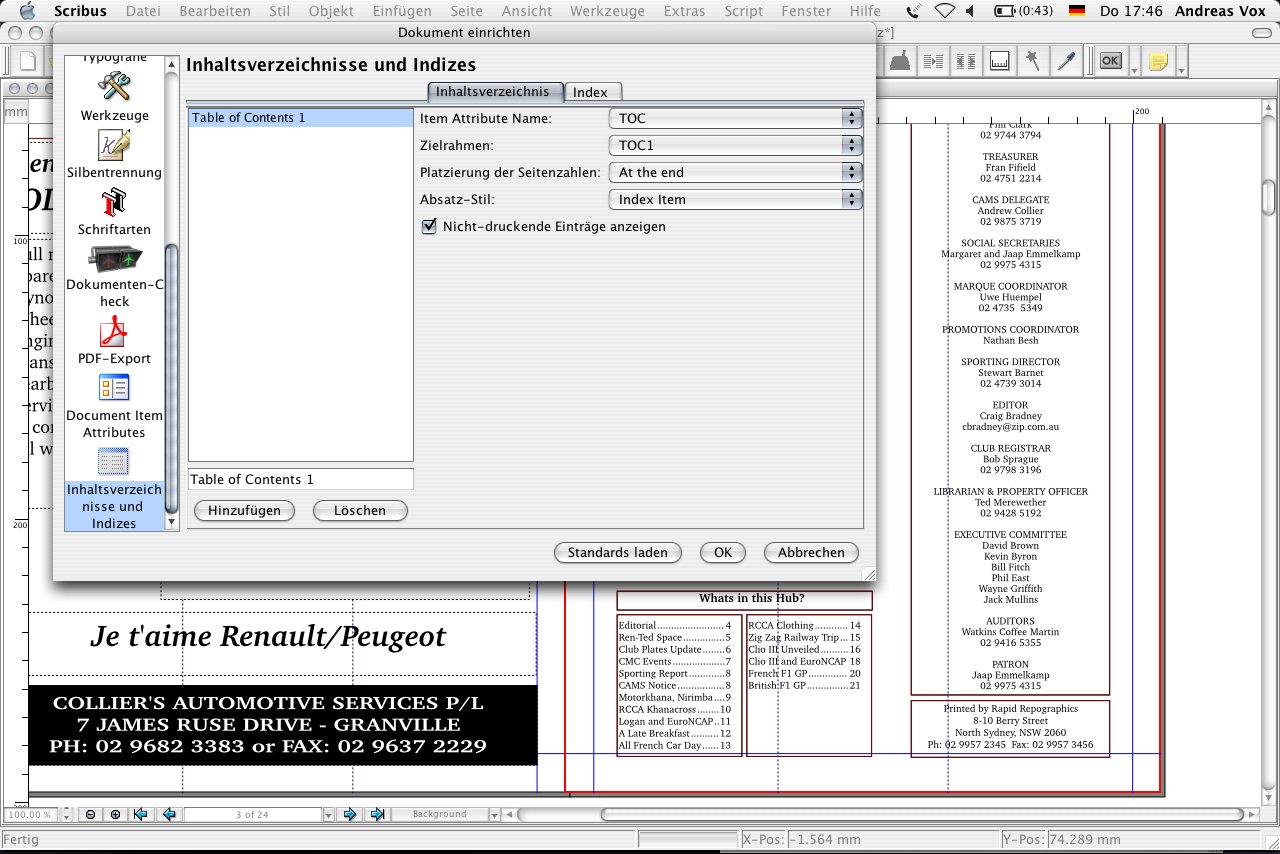 Scribus Datei Bearbeiten Stil Objekt Einfügen Seite Ansicht Werkzeuge Extras Script Fenster Hilfe (0:43) Do 17:46 Andreas Vox
Dokument einrichten
z*]
Typografie
Werkzeuge
Silbentrennung
Schriftarten
Dokumenten-C
heck
PDF-Export
Document Item
Attributes
Inhaltsverzeich
nisse und
Indizes
Inhaltsverzeichnisse und Indizes
Inhaltsverzeichnis Index
Table of Contents 1
Item Attribute Name: TOC
Zielrahmen: TOC1
Platzierung der Seitenzahlen: At the end
Absatz-Stil: Index Item
Nicht-druckende Einträge anzeigen
Table of Contents 1
Hinzufügen Löschen
Standards laden OK Abbrechen
OK
mm
200
100
200
Phil Clark
02 9744 3794
TREASURER
Fran Fifield
02 4751 2214
CAMS DELEGATE
Andrew Collier
02 9875 3719
SOCIAL SECRETARIES
Margaret and Jaap Emmelkamp
02 9975 4315
MARQUE COORDINATOR
Uwe Huempel
02 4735 5349
PROMOTIONS COORDINATOR
Nathan Besh
SPORTING DIRECTOR
Stewart Barnet
02 4739 3014
EDITOR
Craig Bradney
cbradney@zip.com.au
CLUB REGISTRAR
Bob Sprague
02 9798 3196
LIBRARIAN & PROPERTY OFFICER
Ted Merewether
02 9428 5192
EXECUTIVE COMMITTEE
David Brown
Kevin Byron
Bill Fitch
Phil East
Wayne Griffith
Jack Mullins
AUDITORS
Watkins Coffee Martin
02 9416 5355
PATRON
Jaap Emmelkamp
02 9975 4315
Printed by Rapid Repographics
8-10 Berry Street
North Sydney, NSW 2060
Ph: 02 9957 2345 Fax: 02 9957 3456
Whats in this Hub?
Editorial........................ 4
Ren-Ted Space...............5
Club Plates Update........6
CMC Events..................7
Sporting Report............. 8
CAMS Notice................. 8
Motorkhana, Nirimba...9
RCCA Khanacross........ 10
Logan and EuroNCAP..11
A Late Breakfast.......... 12
All French Car Day...... 13
RCCA Clothing............ 14
Zig Zag Railway Trip... 15
Clio III Unveiled......... 16
Clio III and EuroNCAP 18
French F1 GP.............. 20
British F1 GP.............. 21
Je t'aime Renault/Peugeot
COLLIER'S AUTOMOTIVE SERVICES P/L
7 JAMES RUSE DRIVE - GRANVILLE
PH: 02 9682 3383 or FAX: 02 9637 2229
100.00 % 3 of 24 Background
Fertig X-Pos: -1.564 mm Y-Pos: 74.289 mm